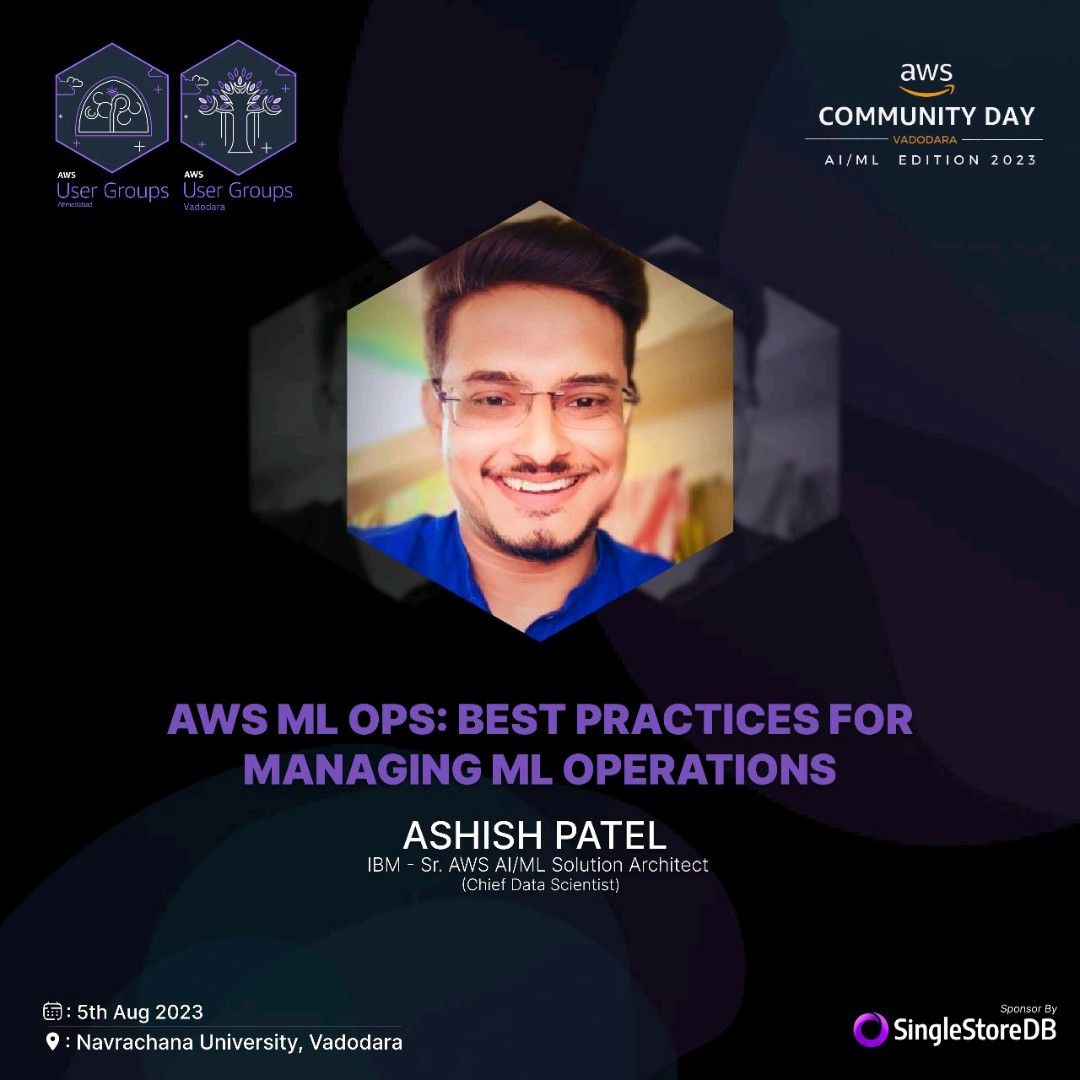 AWS
User Groups
Ahmedabad
AWS
User Groups
Vadodara
aws
COMMUNITY DAY
VADODARA
AI/ML EDITION 2023
AWS ML OPS: BEST PRACTICES FOR
MANAGING ML OPERATIONS
ASHISH PATEL
IBM - Sr. AWS AI/ML Solution Architect
(Chief Data Scientist)
: 5th Aug 2023
: Navrachana University, Vadodara
Sponsor By
SingleStoreDB